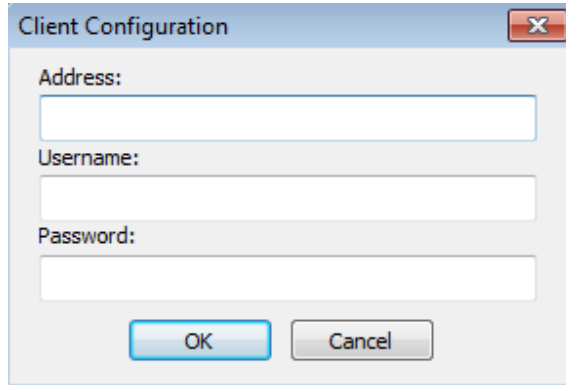 Client Configuration
Address:
Username:
Password:
OK Cancel